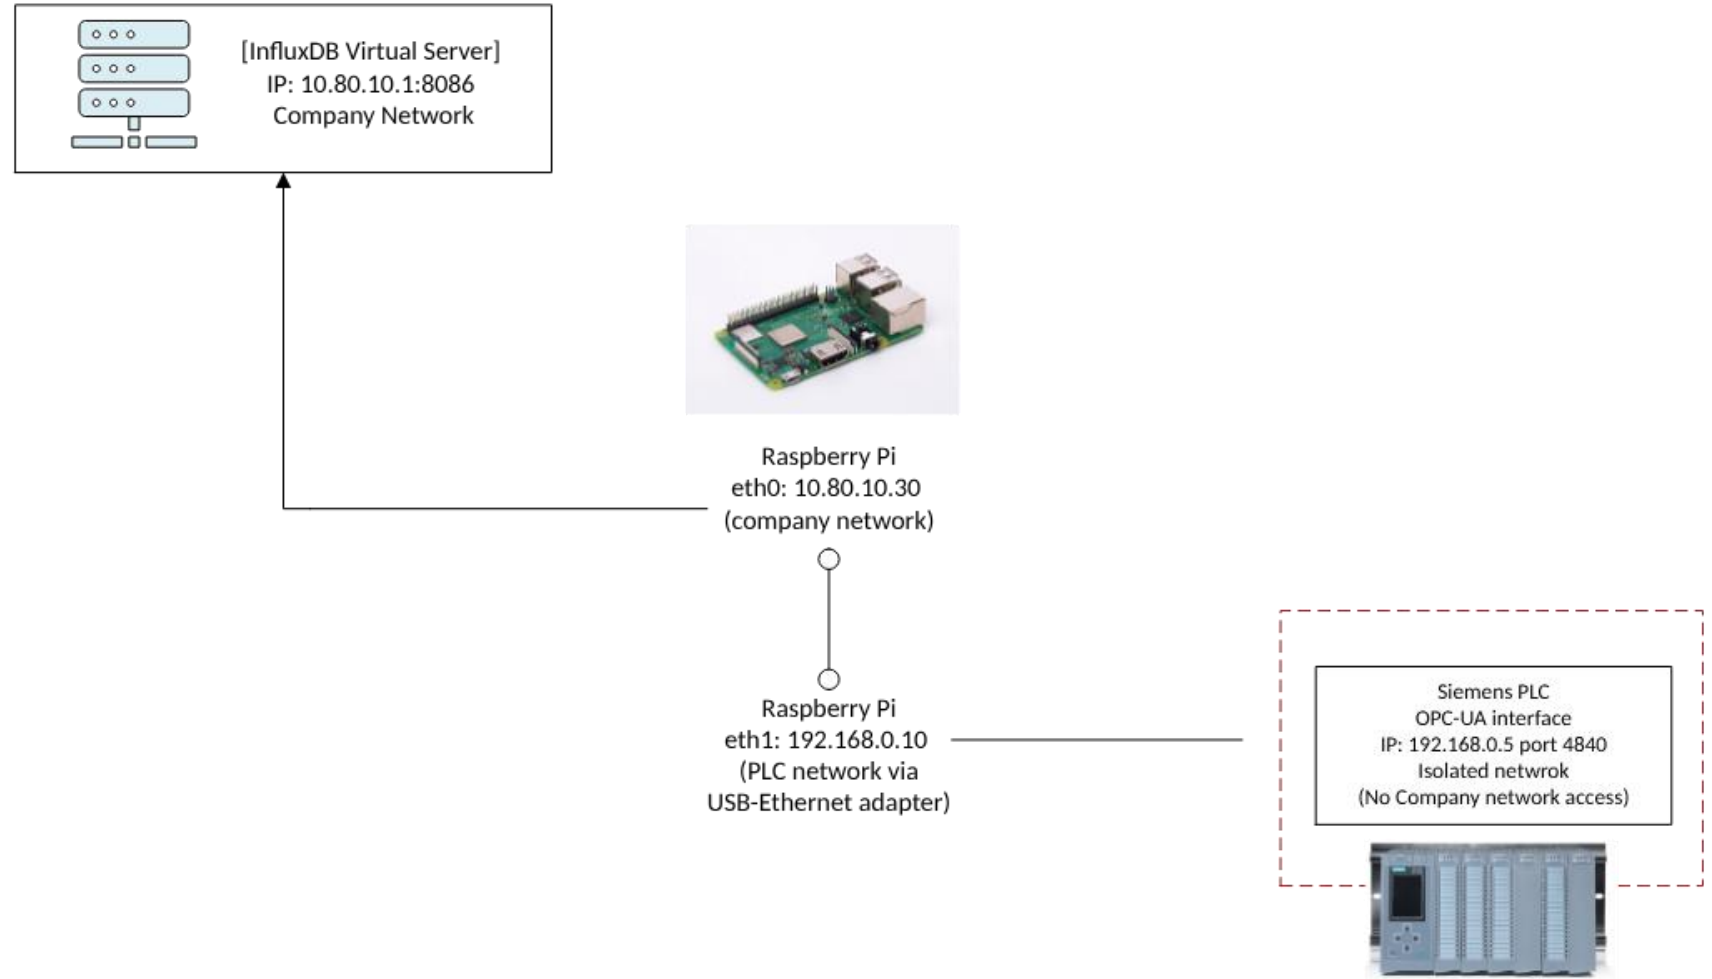 [InfluxDB Virtual Server]
IP: 10.80.10.1:8086
Company Network
Raspberry Pi
eth0: 10.80.10.30
(company network)
Raspberry Pi
eth1: 192.168.0.10
(PLC network via
USB-Ethernet adapter)
Siemens PLC
OPC-UA interface
IP: 192.168.0.5 port 4840
Isolated netwrok
(No Company network access)